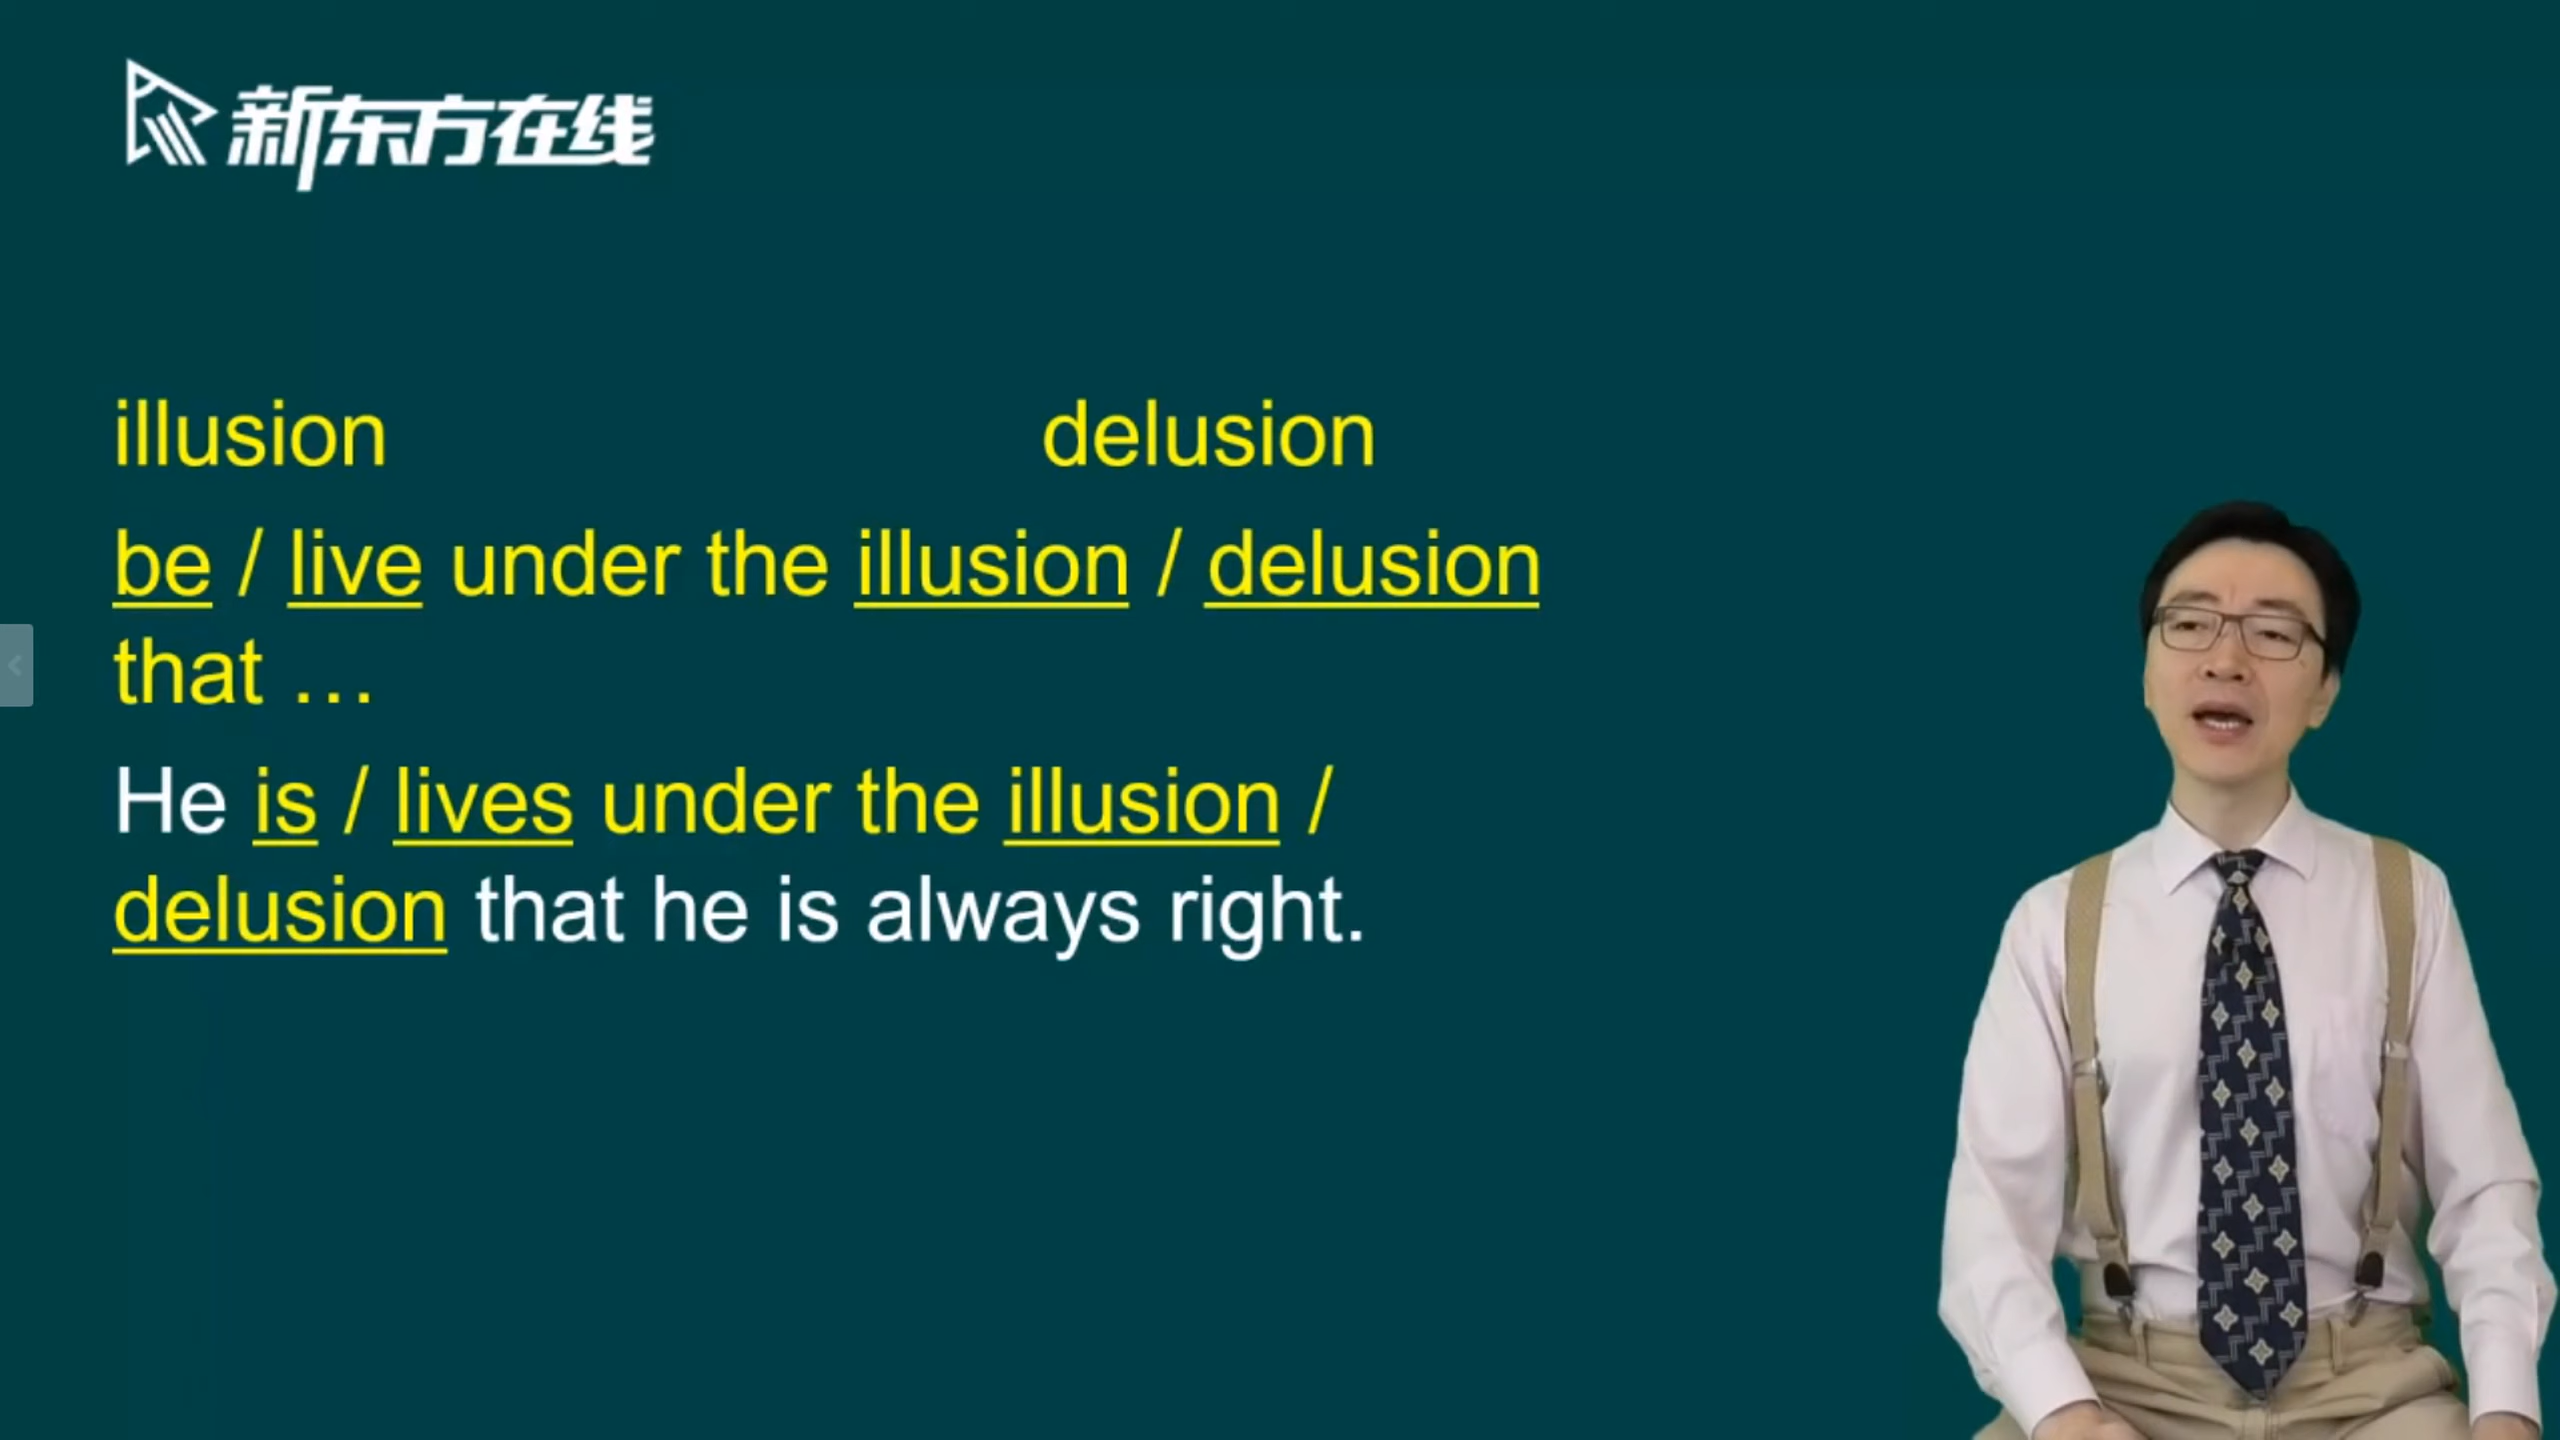 新东方在线
illusion delusion
be / live under the illusion / delusion
that …
He is / lives under the illusion /
delusion that he is always right.